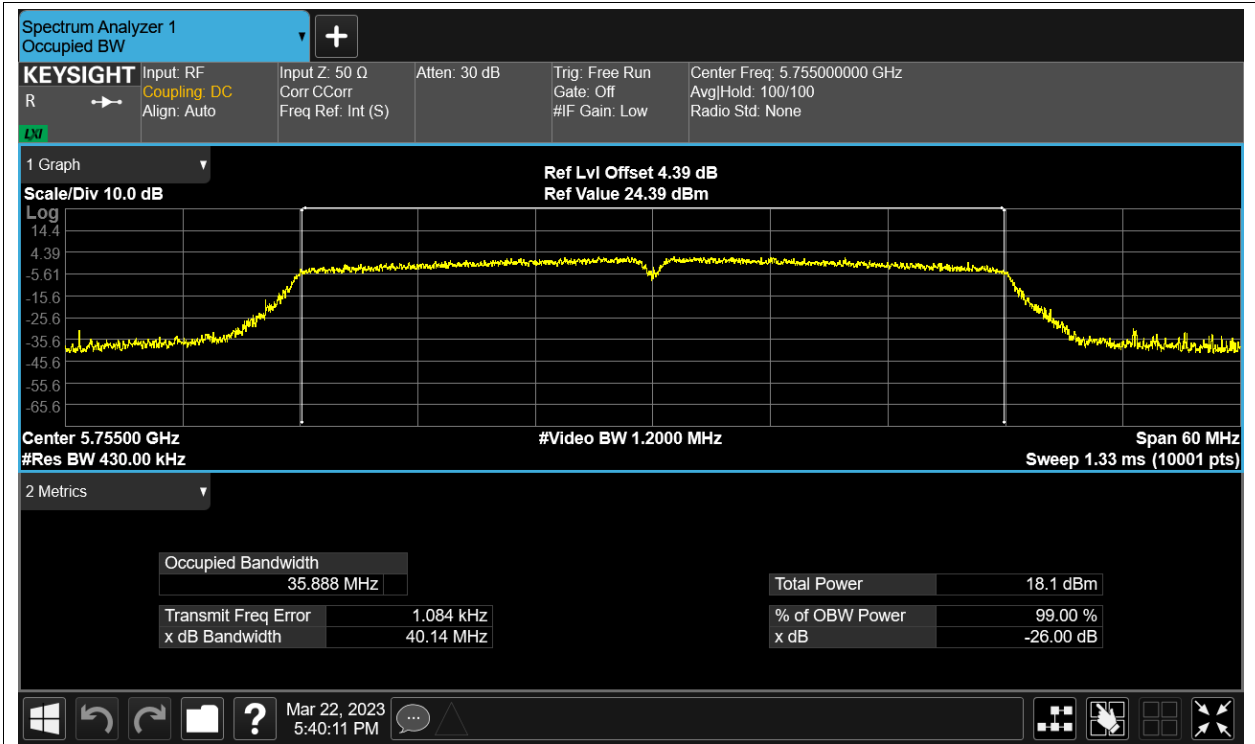 Spectrum Analyzer 1
Occupied BW
KEYSIGHT
R
LXI
Input: RF
Coupling: DC
Align: Auto
Input Z: 50 Ω
Corr CCorr
Freq Ref: Int (S)
Atten: 30 dB
Trig: Free Run
Gate: Off
#IF Gain: Low
Center Freq: 5.755000000 GHz
Avg|Hold: 100/100
Radio Std: None
1 Graph
Scale/Div 10.0 dB
Ref Lvl Offset 4.39 dB
Ref Value 24.39 dBm
Log
14.4
4.39
-5.61
-15.6
-25.6
-35.6
-45.6
-55.6
-65.6
Center 5.75500 GHz
#Video BW 1.2000 MHz
Span 60 MHz
#Res BW 430.00 kHz
Sweep 1.33 ms (10001 pts)
2 Metrics
Occupied Bandwidth
35.888 MHz
Total Power 18.1 dBm
Transmit Freq Error 1.084 kHz
% of OBW Power 99.00 %
x dB Bandwidth 40.14 MHz
x dB -26.00 dB
?
Mar 22, 2023
5:40:11 PM